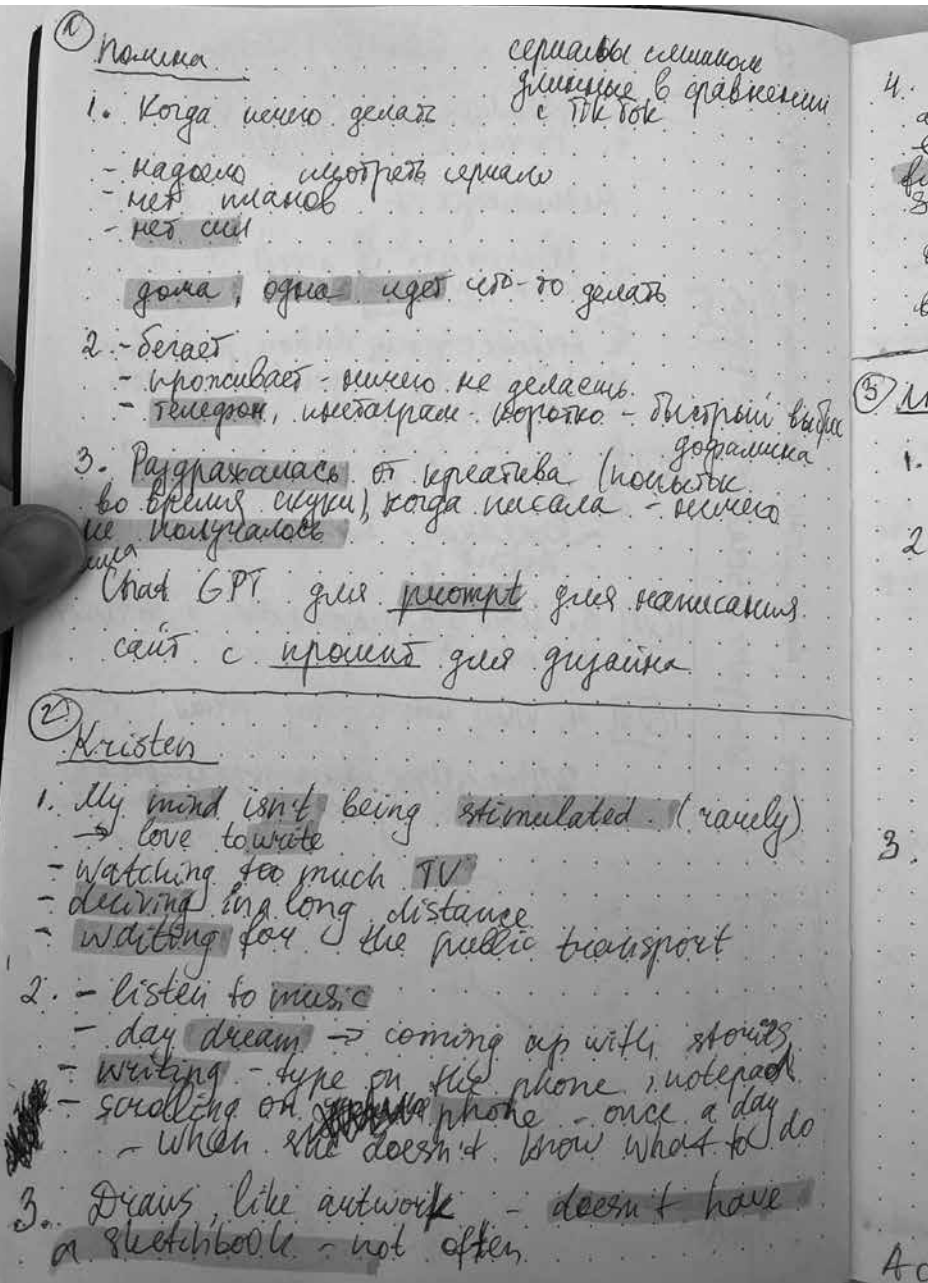 1
Полина
сериалы слишком
длинные в сравнении
с ТікТок
1. Когда нечего делать
- надоело смотреть сериало
- нет планов
- нет сил
дома, одна идет что-то делать
2. - бегает
- проживает - ничего не делаешь.
- телефон, инстаграм - коротко - быстрый выброс
дофамина
3. Раздражалась от креатива (попыток
во время скуки), когда писала - ничего
не получалось
Chat GPT для prompt для написания
сайт с промпт для дизайна
2
Kristen
1. My mind isn't being stimulated. (rarely)
→ love to write
- watching too much TV
- deciving in a long distance
- waiting for the public transport
2. - listen to music
- day dream → coming up with stories
- writing - type on the phone, notepad
- scrolling on phone - once a day
- when she doesn't know what to do
3. Draws, like artwork - doesn't have
a sketchbook - not often
4.
3
1.
2
3.